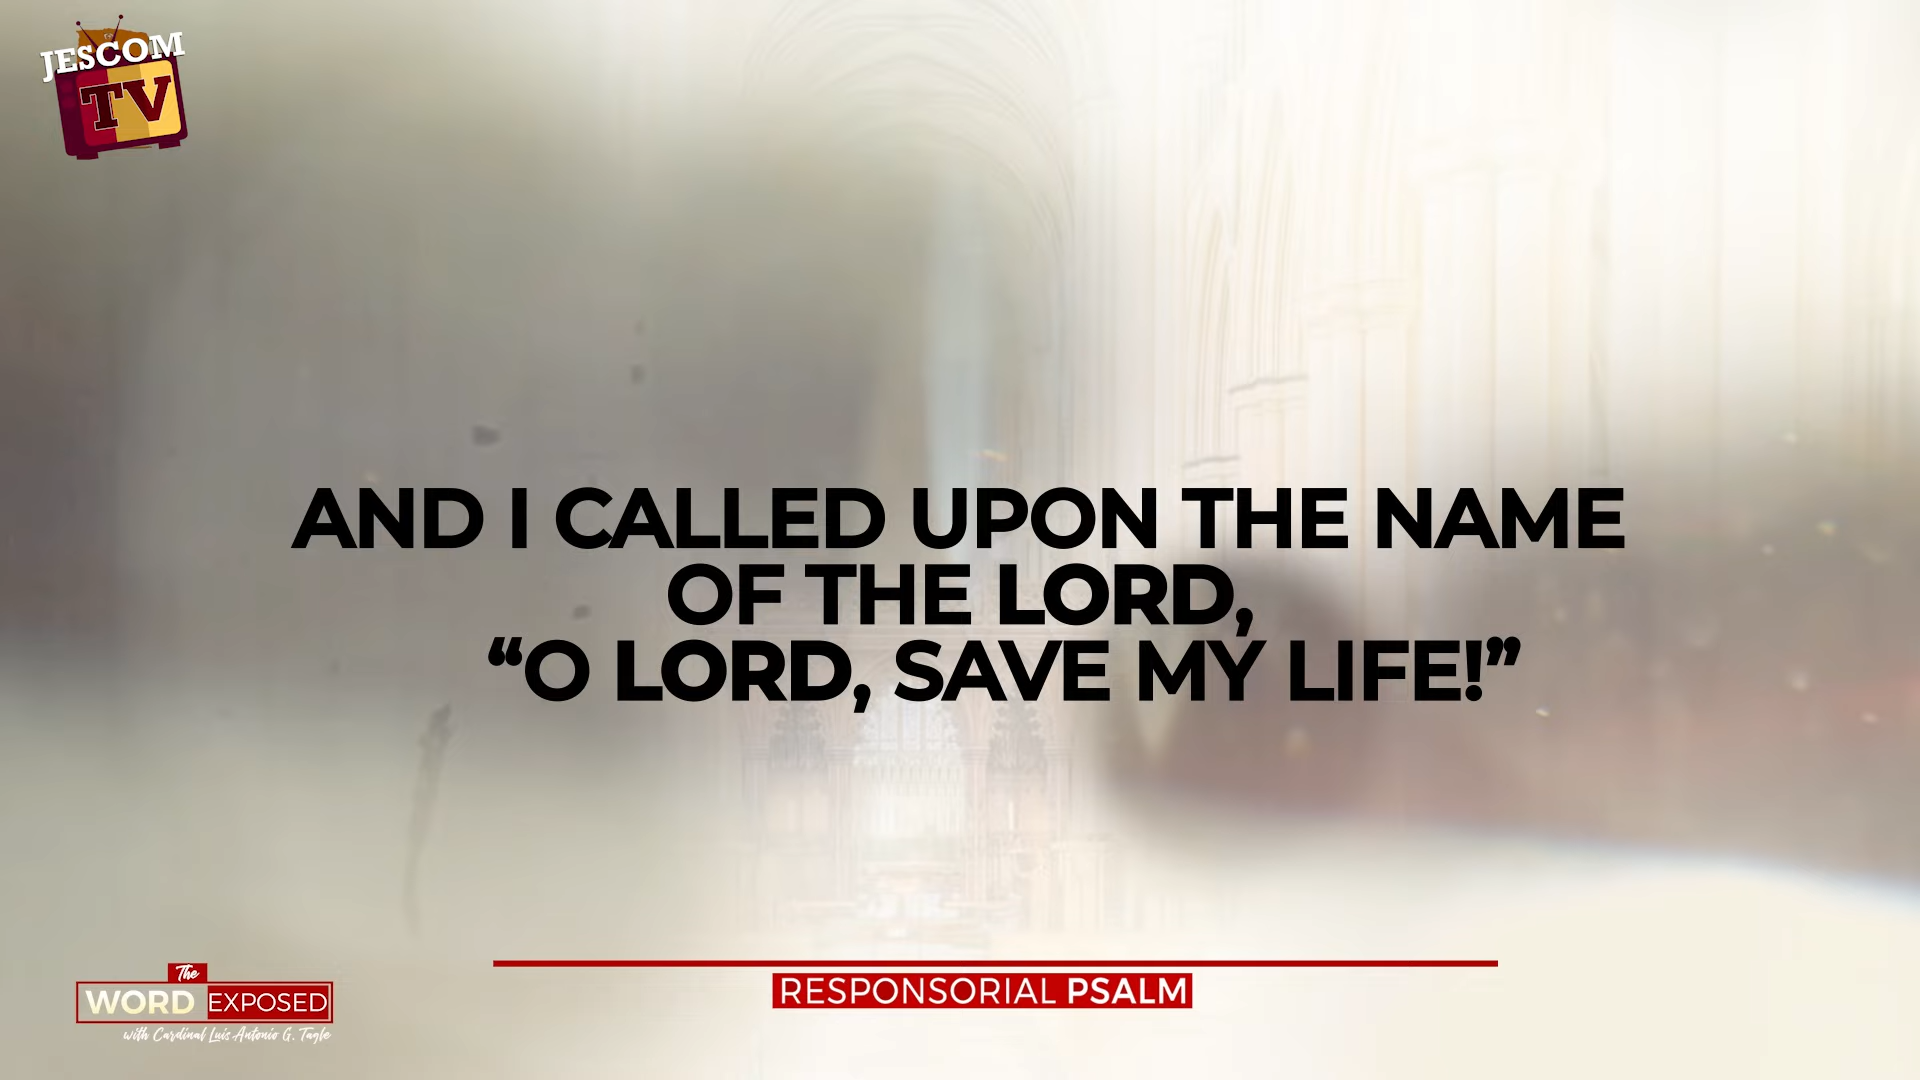 JESCOM
TV
AND I CALLED UPON THE NAME
OF THE LORD,
“O LORD, SAVE MY LIFE!”
The
WORD EXPOSED
with Cardinal Luis Antonio G. Tagle
RESPONSORIAL PSALM